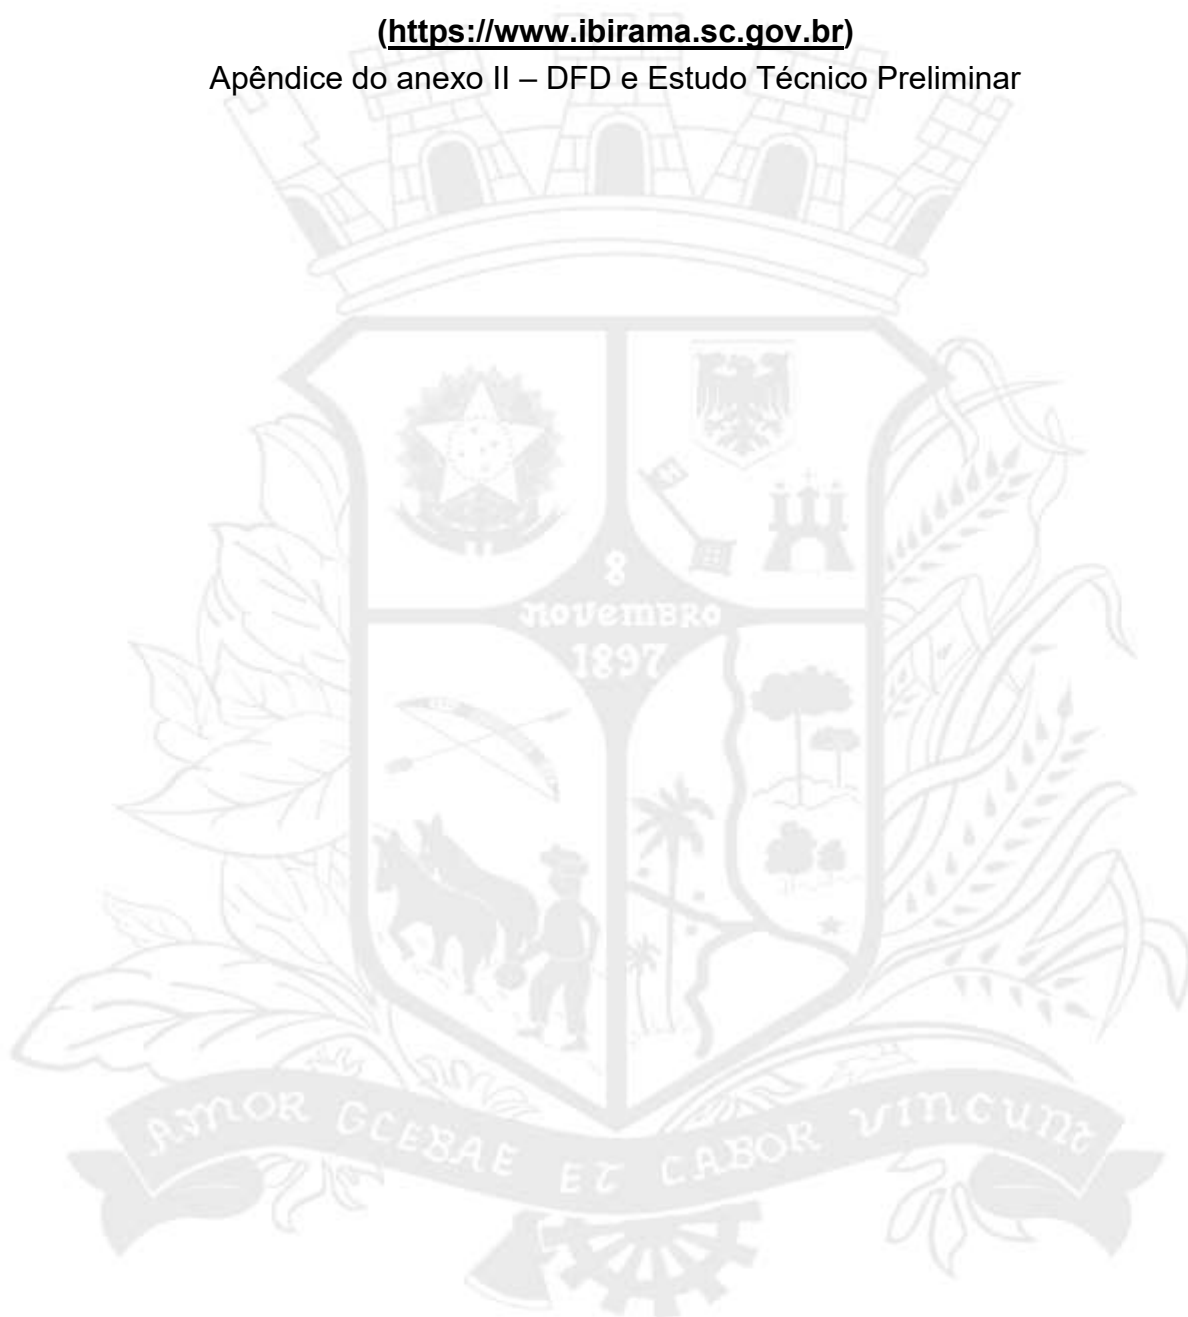 (https://www.ibirama.sc.gov.br)
Apêndice do anexo II – DFD e Estudo Técnico Preliminar
8
NOVEMBRO
1897
AMOR GLEBAE ET LABOR VINCUNT